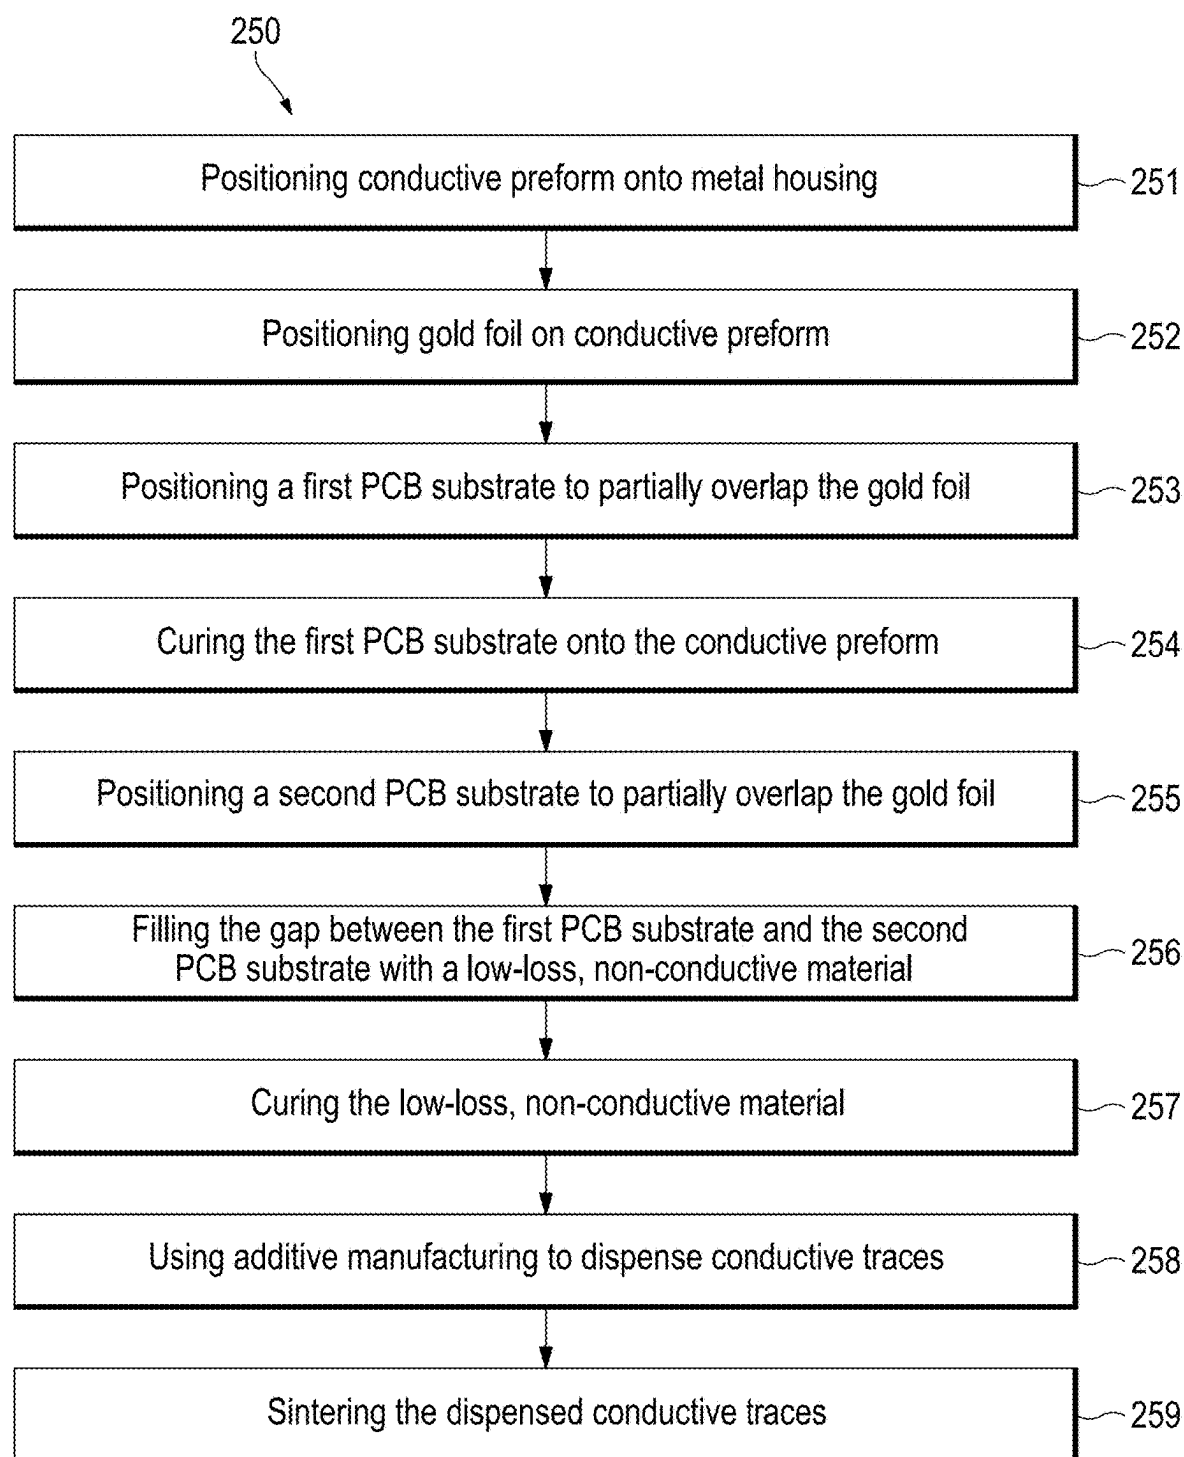 250
Positioning conductive preform onto metal housing
251
Positioning gold foil on conductive preform
252
Positioning a first PCB substrate to partially overlap the gold foil
253
Curing the first PCB substrate onto the conductive preform
254
Positioning a second PCB substrate to partially overlap the gold foil
255
Filling the gap between the first PCB substrate and the second
PCB substrate with a low-loss, non-conductive material
256
Curing the low-loss, non-conductive material
257
Using additive manufacturing to dispense conductive traces
258
Sintering the dispensed conductive traces
259